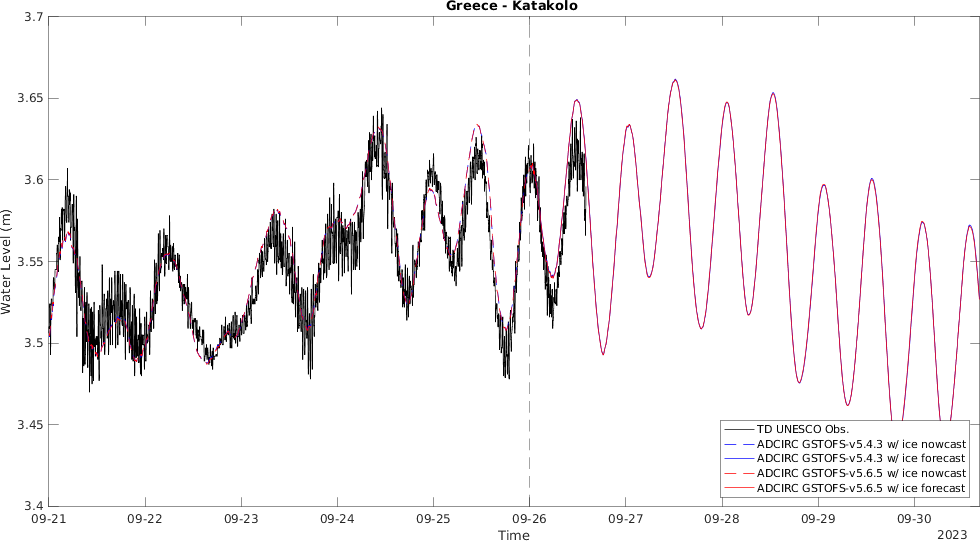 Greece - Katakolo
3.7
3.65
3.6
3.55
3.5
3.45
3.4
Water Level (m)
09-21 09-22 09-23 09-24 09-25 09-26 09-27 09-28 09-29 09-30
Time
2023
TD UNESCO Obs.
ADCIRC GSTOFS-v5.4.3 w/ ice nowcast
ADCIRC GSTOFS-v5.4.3 w/ ice forecast
ADCIRC GSTOFS-v5.6.5 w/ ice nowcast
ADCIRC GSTOFS-v5.6.5 w/ ice forecast